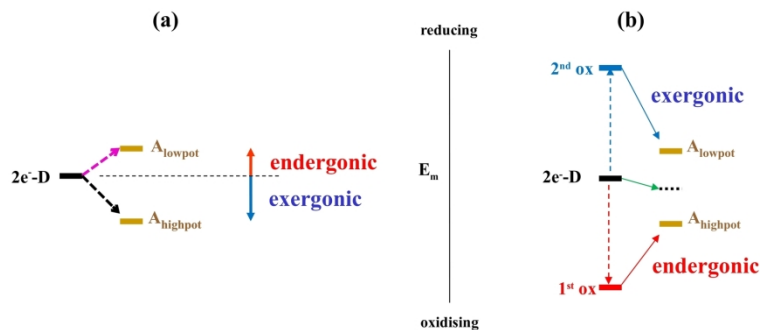 (a)
A_lowpot
endergonic
2e⁻-D
exergonic
A_highpot
reducing
E_m
oxidising
(b)
2ⁿᵈ ox
exergonic
A_lowpot
2e⁻-D
A_highpot
endergonic
1ˢᵗ ox